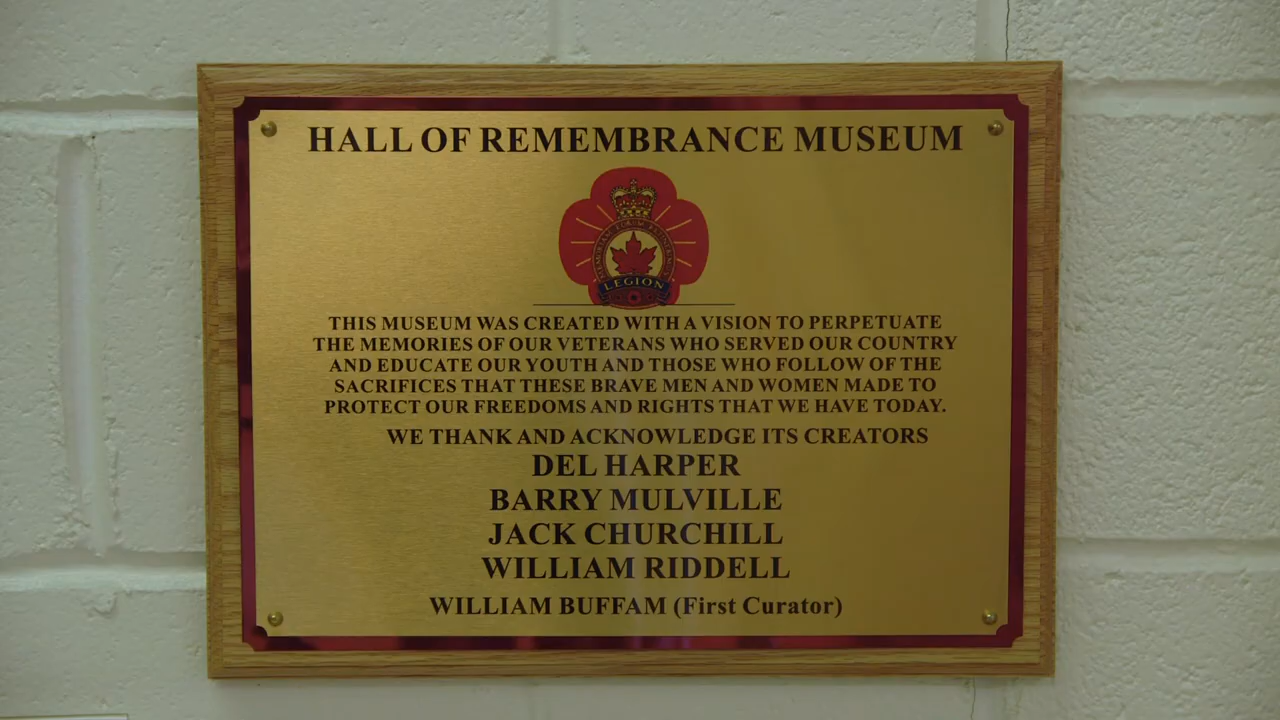 HALL OF REMEMBRANCE MUSEUM
LEGION
THIS MUSEUM WAS CREATED WITH A VISION TO PERPETUATE
THE MEMORIES OF OUR VETERANS WHO SERVED OUR COUNTRY
AND EDUCATE OUR YOUTH AND THOSE WHO FOLLOW OF THE
SACRIFICES THAT THESE BRAVE MEN AND WOMEN MADE TO
PROTECT OUR FREEDOMS AND RIGHTS THAT WE HAVE TODAY.
WE THANK AND ACKNOWLEDGE ITS CREATORS
DEL HARPER
BARRY MULVILLE
JACK CHURCHILL
WILLIAM RIDDELL
WILLIAM BUFFAM (First Curator)